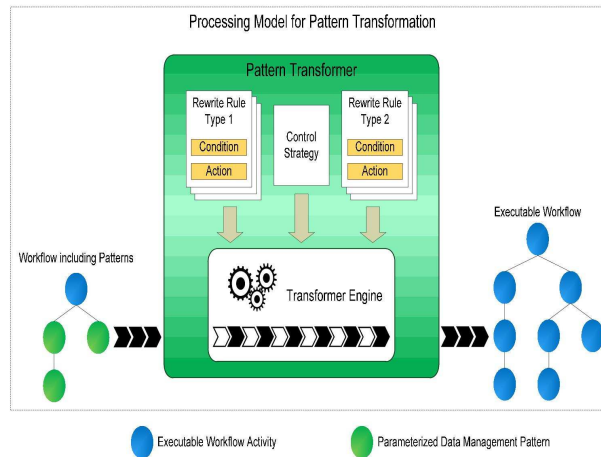 Processing Model for Pattern Transformation
Pattern Transformer
Rewrite Rule
Type 1
Condition
Action
Control
Strategy
Rewrite Rule
Type 2
Condition
Action
Executable Workflow
Workflow including Patterns
Transformer Engine
Executable Workflow Activity
Parameterized Data Management Pattern